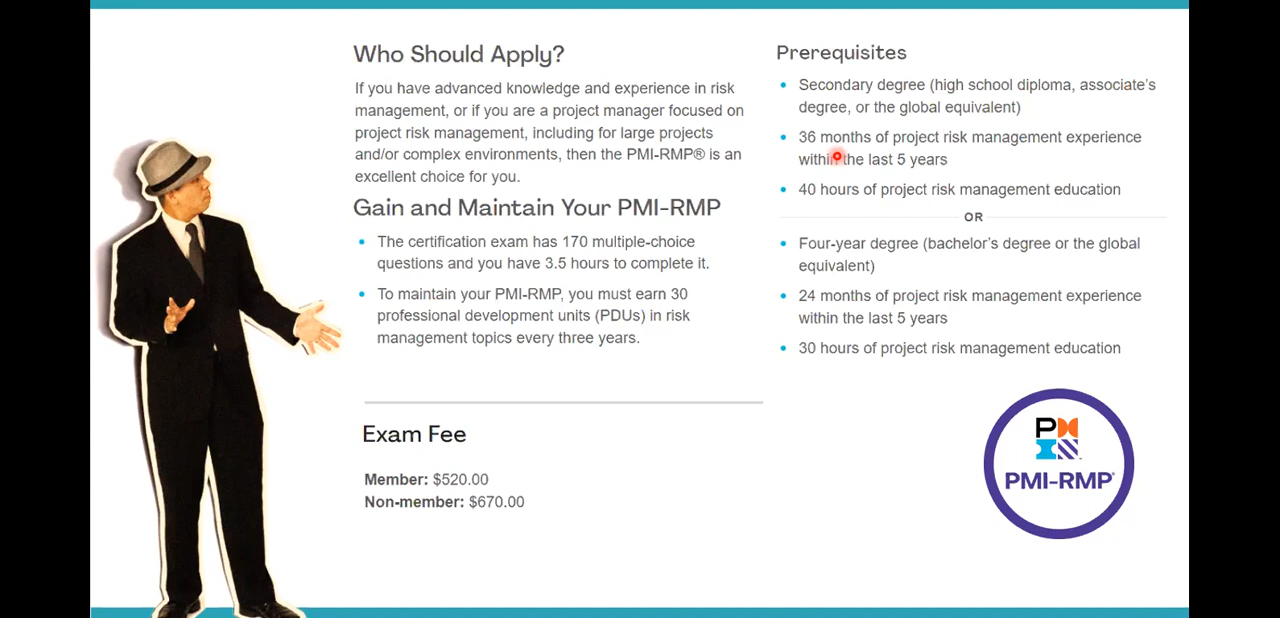 Who Should Apply?
If you have advanced knowledge and experience in risk
management, or if you are a project manager focused on
project risk management, including for large projects
and/or complex environments, then the PMI-RMP® is an
excellent choice for you.
Gain and Maintain Your PMI-RMP
• The certification exam has 170 multiple-choice
questions and you have 3.5 hours to complete it.
• To maintain your PMI-RMP, you must earn 30
professional development units (PDUs) in risk
management topics every three years.
Exam Fee
Member: $520.00
Non-member: $670.00
Prerequisites
• Secondary degree (high school diploma, associate's
degree, or the global equivalent)
• 36 months of project risk management experience
within the last 5 years
• 40 hours of project risk management education
OR
• Four-year degree (bachelor's degree or the global
equivalent)
• 24 months of project risk management experience
within the last 5 years
• 30 hours of project risk management education
PMI-RMP®